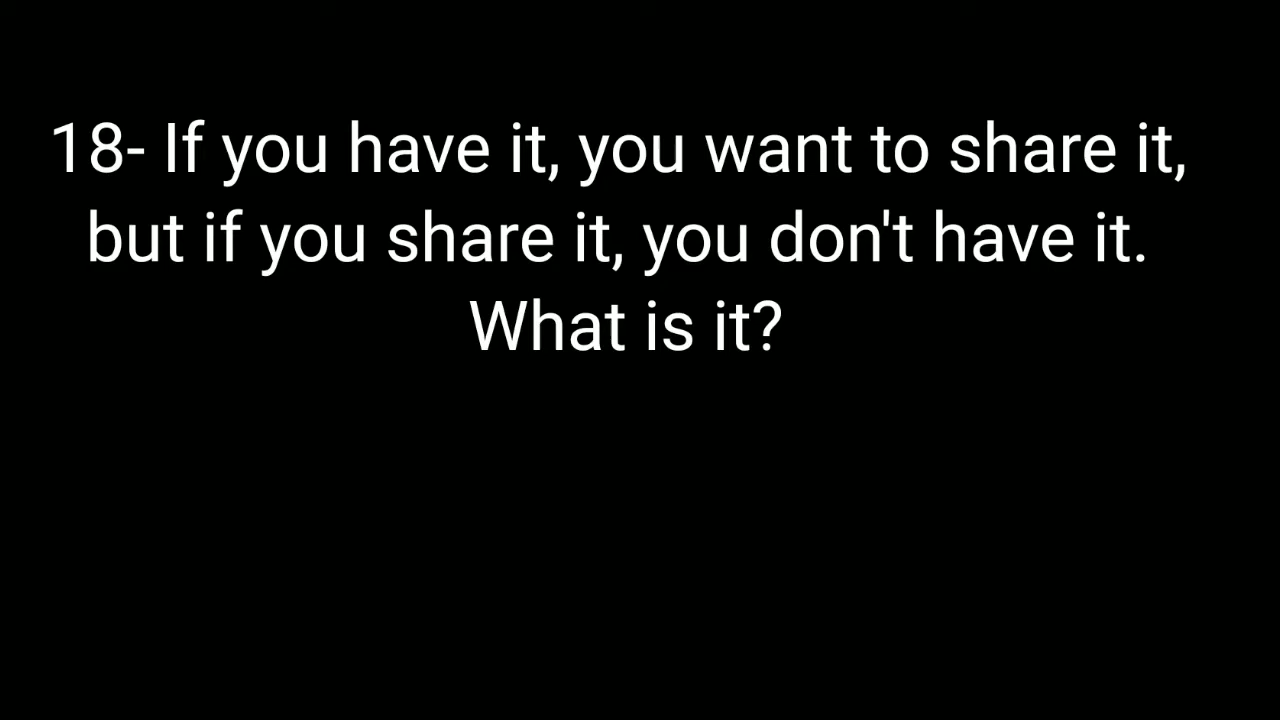 18- If you have it, you want to share it,
but if you share it, you don't have it.
What is it?